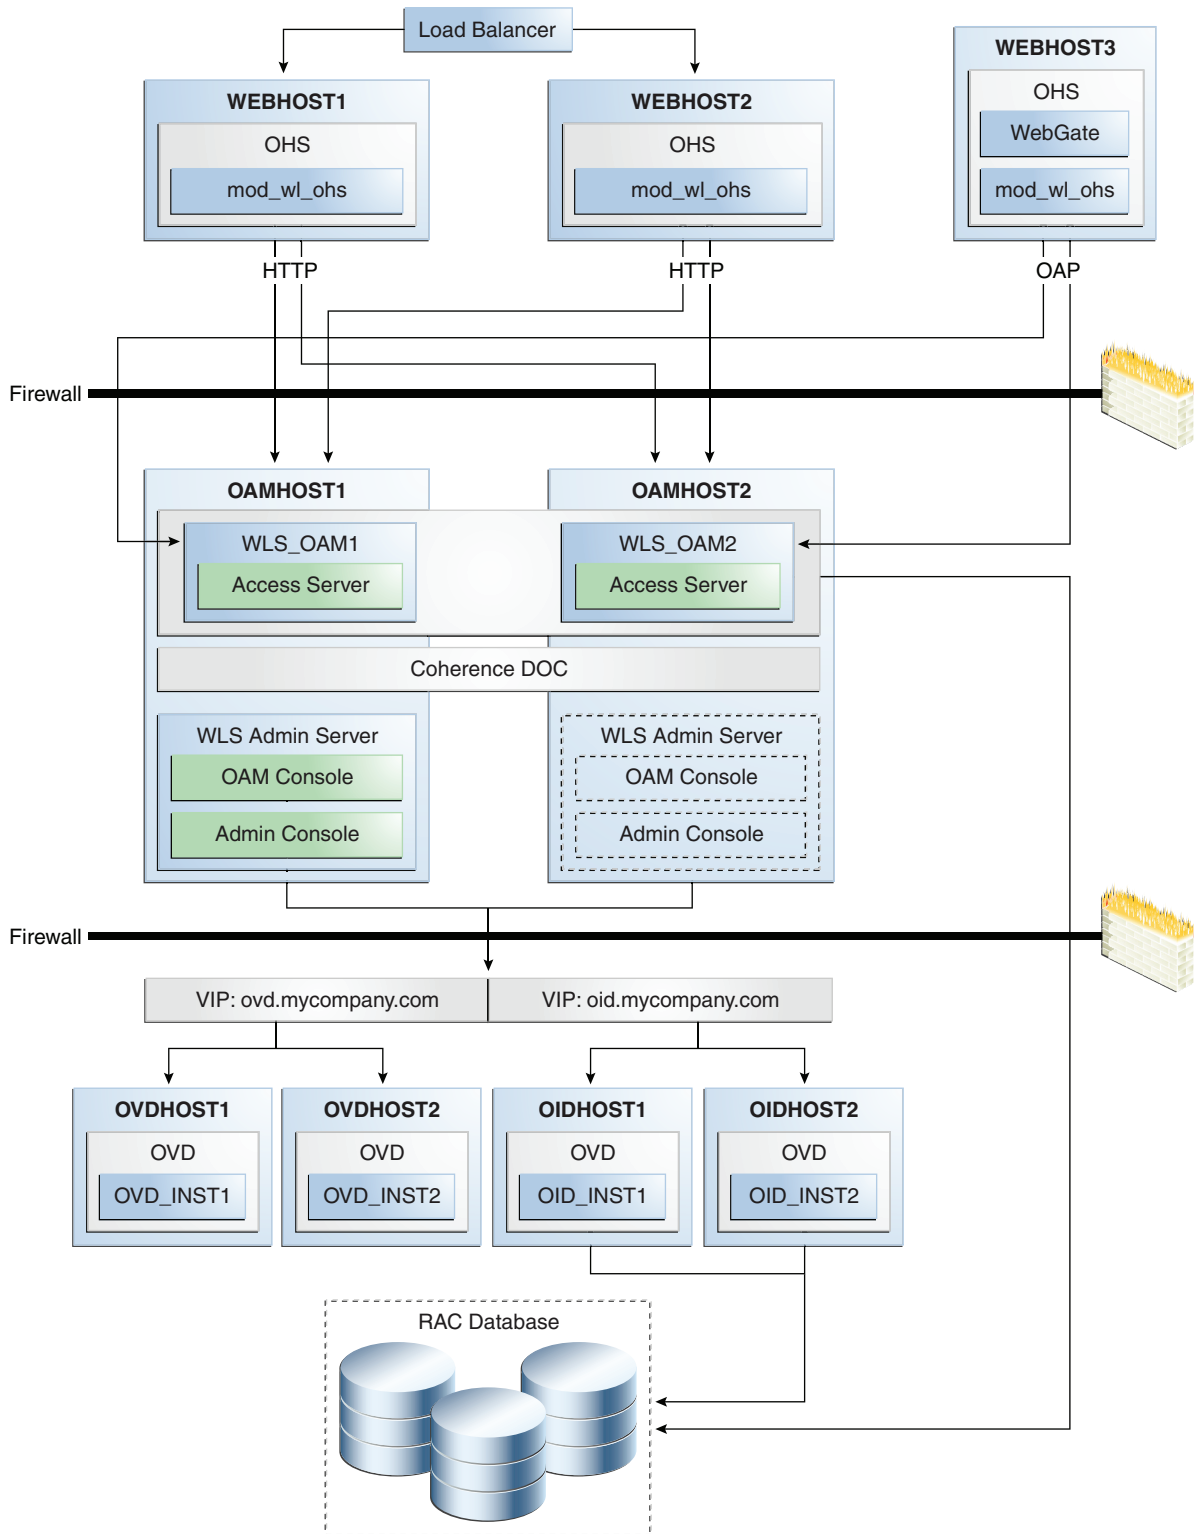 Load Balancer
WEBHOST1
OHS
mod_wl_ohs
WEBHOST2
OHS
mod_wl_ohs
WEBHOST3
OHS
WebGate
mod_wl_ohs
HTTP
HTTP
OAP
Firewall
OAMHOST1
OAMHOST2
WLS_OAM1
Access Server
WLS_OAM2
Access Server
Coherence DOC
WLS Admin Server
OAM Console
Admin Console
WLS Admin Server
OAM Console
Admin Console
Firewall
VIP: ovd.mycompany.com
VIP: oid.mycompany.com
OVDHOST1
OVD
OVD_INST1
OVDHOST2
OVD
OVD_INST2
OIDHOST1
OVD
OID_INST1
OIDHOST2
OVD
OID_INST2
RAC Database